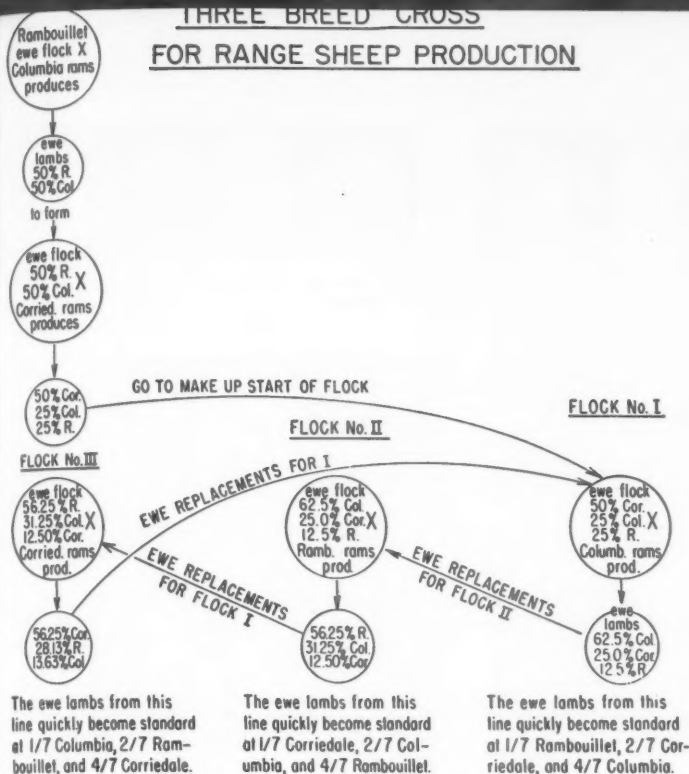 THREE BREED CROSS
FOR RANGE SHEEP PRODUCTION
Rambouillet
ewe flock X
Columbia rams
produces
ewe
lambs
50% R.
50% Col.
to form
ewe flock
50% R.
50% Col. X
Corried. rams
produces
50% Cor.
25% Col.
25% R.
GO TO MAKE UP START OF FLOCK
FLOCK No. III
FLOCK No. II
FLOCK No. I
ewe flock
56.25% R.
31.25% Col. X
12.50% Cor.
Corried. rams
prod.
EWE REPLACEMENTS FOR I
EWE REPLACEMENTS
FOR FLOCK I
ewe flock
62.5% Col.
25.0% Cor. X
12.5% R.
Ramb. rams
prod.
EWE REPLACEMENTS
FOR FLOCK II
ewe flock
50% Cor.
25% Col. X
25% R.
Columb. rams
prod.
56.25% Cor.
28.13% R.
13.63% Col.
56.25% R.
31.25% Col.
12.50% Cor
ewe
lambs
62.5% Col.
25.0% Cor.
12.5% R.
The ewe lambs from this
line quickly become standard
at 1/7 Columbia, 2/7 Ram-
bouillet, and 4/7 Corriedale.
The ewe lambs from this
line quickly become standard
at 1/7 Corriedale, 2/7 Col-
umbia, and 4/7 Rambouillet.
The ewe lambs from this
line quickly become standard
at 1/7 Rambouillet, 2/7 Cor-
riedale, and 4/7 Columbia.